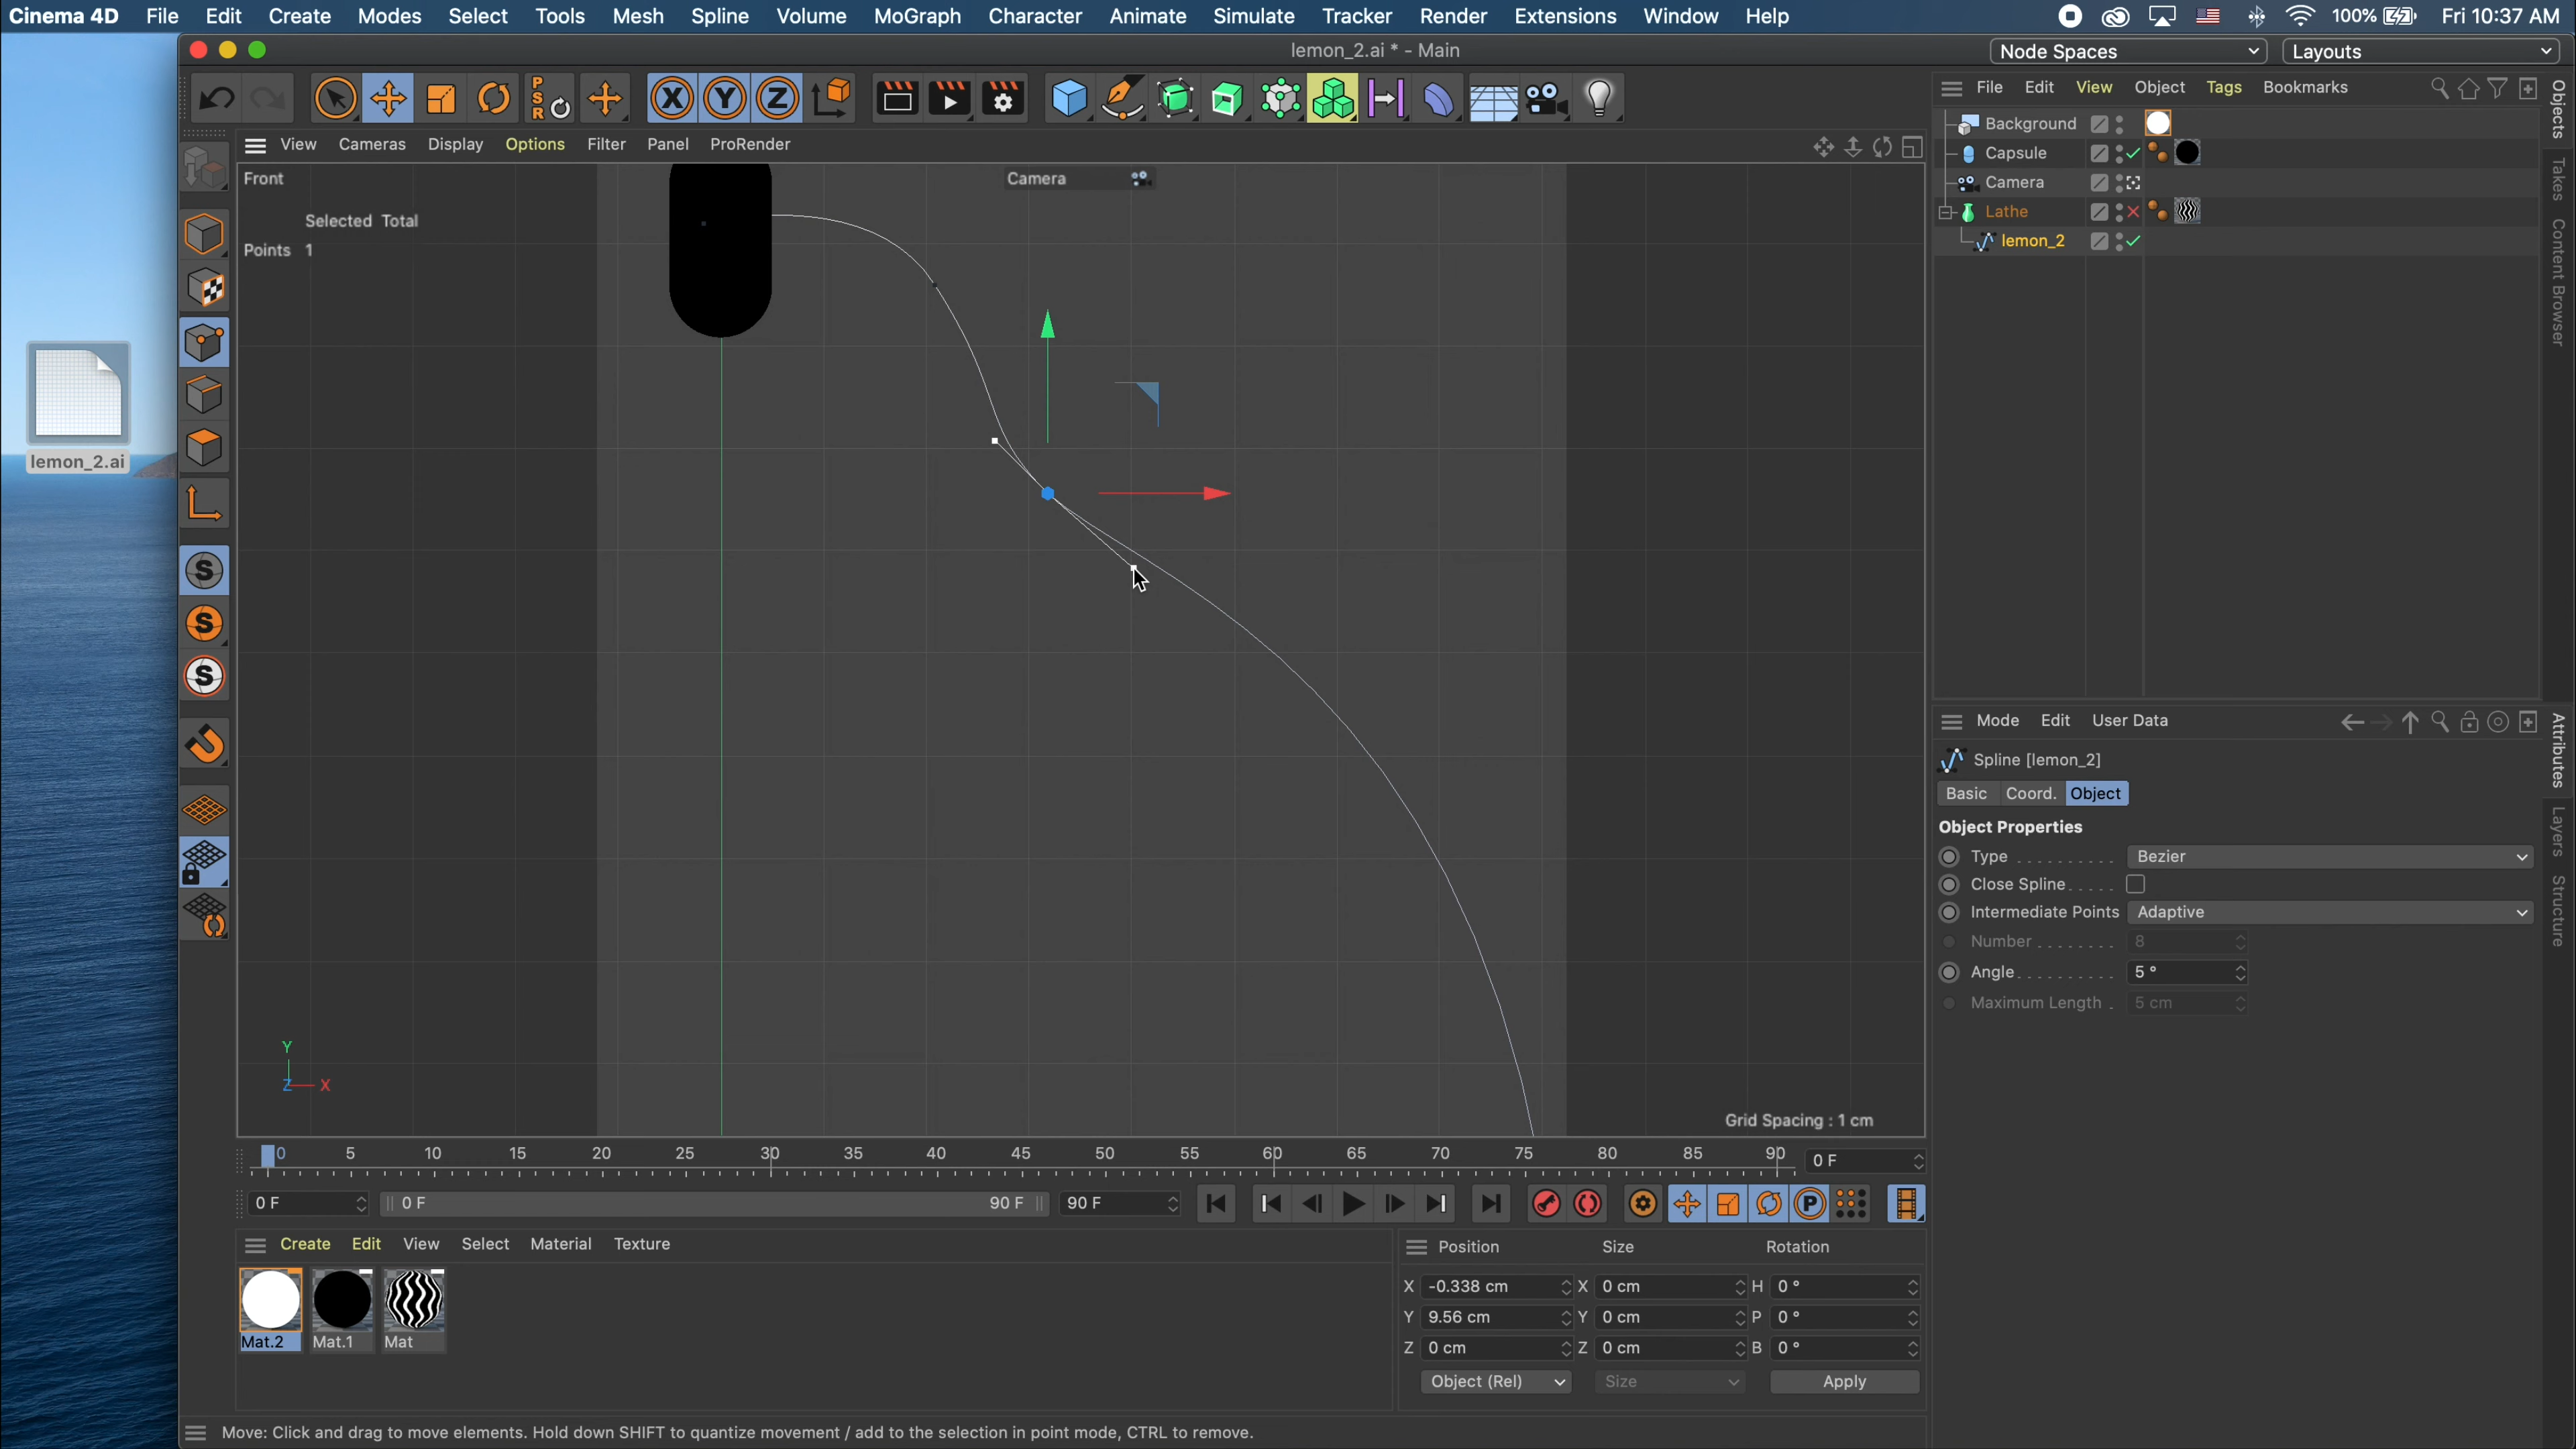 Cinema 4D File Edit Create Modes Select Tools Mesh Spline Volume MoGraph Character Animate Simulate Tracker Render Extensions Window Help 100% Fri 10:37 AM
lemon_2.ai * - Main
Node Spaces
Layouts
P
S
R
X Y Z
File Edit View Object Tags Bookmarks
View Cameras Display Options Filter Panel ProRender
Front
Camera
Selected Total
Points 1
Background
Capsule
Camera
Lathe
lemon_2
Objects
Takes
Content Browser
lemon_2.ai
S
S
S
Y
Z X
Grid Spacing : 1 cm
Mode Edit User Data
Spline [lemon_2]
Basic Coord. Object
Object Properties
Type . . . . . . . . . . Bezier
Close Spline . . . . .
Intermediate Points Adaptive
Number . . . . . . . . 8
Angle . . . . . . . . . . 5 °
Maximum Length . 5 cm
Attributes
Layers
Structure
0 5 10 15 20 25 30 35 40 45 50 55 60 65 70 75 80 85 90 0 F
0 F 0 F 90 F 90 F P
Create Edit View Select Material Texture
Mat.2 Mat.1 Mat
Position Size Rotation
X -0.338 cm X 0 cm H 0 °
Y 9.56 cm Y 0 cm P 0 °
Z 0 cm Z 0 cm B 0 °
Object (Rel) Size Apply
Move: Click and drag to move elements. Hold down SHIFT to quantize movement / add to the selection in point mode, CTRL to remove.